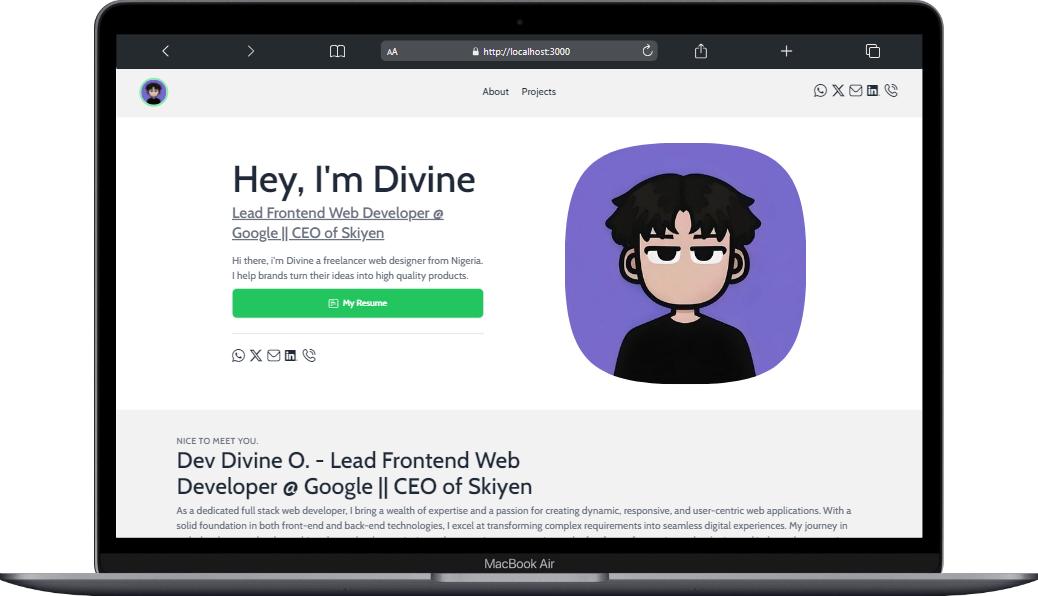 AA http://localhost:3000
About Projects
Hey, I'm Divine
Lead Frontend Web Developer @
Google || CEO of Skiyen
Hi there, i'm Divine a freelancer web designer from Nigeria.
I help brands turn their ideas into high quality products.
My Resume
NICE TO MEET YOU.
Dev Divine O. - Lead Frontend Web
Developer @ Google || CEO of Skiyen
As a dedicated full stack web developer, I bring a wealth of expertise and a passion for creating dynamic, responsive, and user-centric web applications. With a
solid foundation in both front-end and back-end technologies, I excel at transforming complex requirements into seamless digital experiences. My journey in
MacBook Air